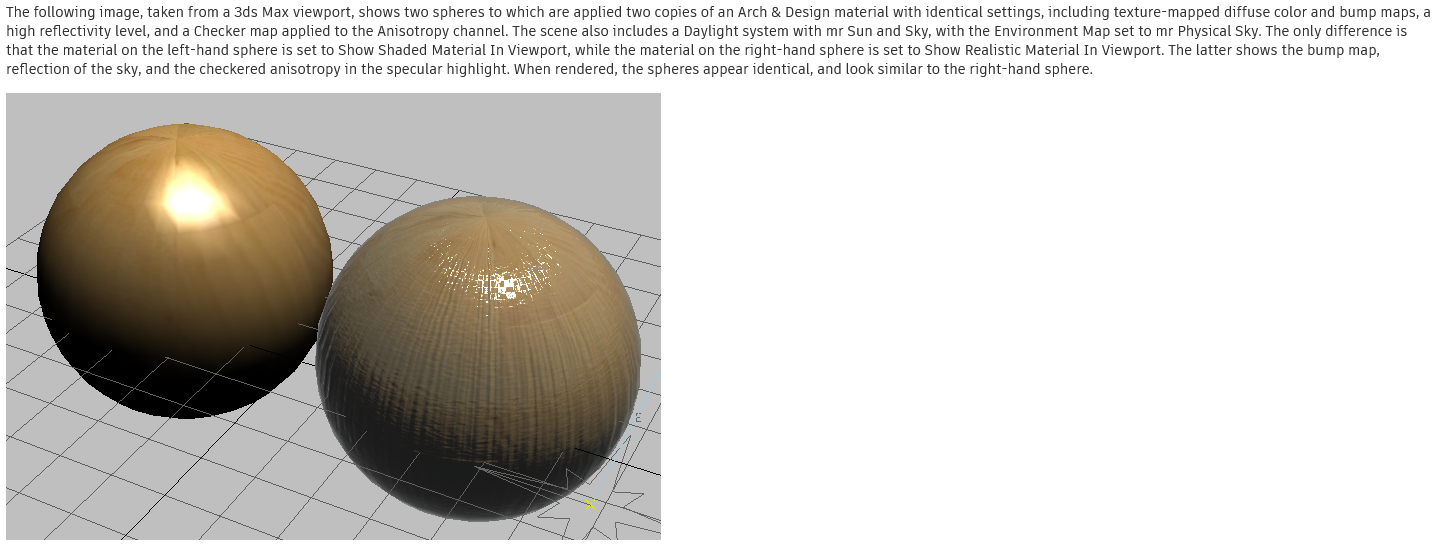 The following image, taken from a 3ds Max viewport, shows two spheres to which are applied two copies of an Arch & Design material with identical settings, including texture-mapped diffuse color and bump maps, a
high reflectivity level, and a Checker map applied to the Anisotropy channel. The scene also includes a Daylight system with mr Sun and Sky, with the Environment Map set to mr Physical Sky. The only difference is
that the material on the left-hand sphere is set to Show Shaded Material In Viewport, while the material on the right-hand sphere is set to Show Realistic Material In Viewport. The latter shows the bump map,
reflection of the sky, and the checkered anisotropy in the specular highlight. When rendered, the spheres appear identical, and look similar to the right-hand sphere.